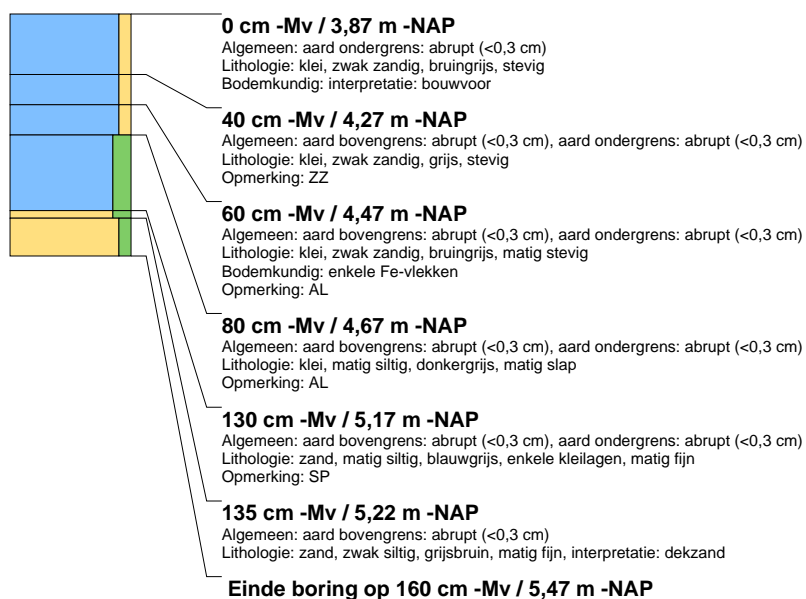 0 cm -Mv / 3,87 m -NAP
Algemeen: aard ondergrens: abrupt (<0,3 cm)
Lithologie: klei, zwak zandig, bruingrijs, stevig
Bodemkundig: interpretatie: bouwvoor
40 cm -Mv / 4,27 m -NAP
Algemeen: aard bovengrens: abrupt (<0,3 cm), aard ondergrens: abrupt (<0,3 cm)
Lithologie: klei, zwak zandig, grijs, stevig
Opmerking: ZZ
60 cm -Mv / 4,47 m -NAP
Algemeen: aard bovengrens: abrupt (<0,3 cm), aard ondergrens: abrupt (<0,3 cm)
Lithologie: klei, zwak zandig, bruingrijs, matig stevig
Bodemkundig: enkele Fe-vlekken
Opmerking: AL
80 cm -Mv / 4,67 m -NAP
Algemeen: aard bovengrens: abrupt (<0,3 cm), aard ondergrens: abrupt (<0,3 cm)
Lithologie: klei, matig siltig, donkergrijs, matig slap
Opmerking: AL
130 cm -Mv / 5,17 m -NAP
Algemeen: aard bovengrens: abrupt (<0,3 cm), aard ondergrens: abrupt (<0,3 cm)
Lithologie: zand, matig siltig, blauwgrijs, enkele kleilagen, matig fijn
Opmerking: SP
135 cm -Mv / 5,22 m -NAP
Algemeen: aard bovengrens: abrupt (<0,3 cm)
Lithologie: zand, zwak siltig, grijsbruin, matig fijn, interpretatie: dekzand
Einde boring op 160 cm -Mv / 5,47 m -NAP